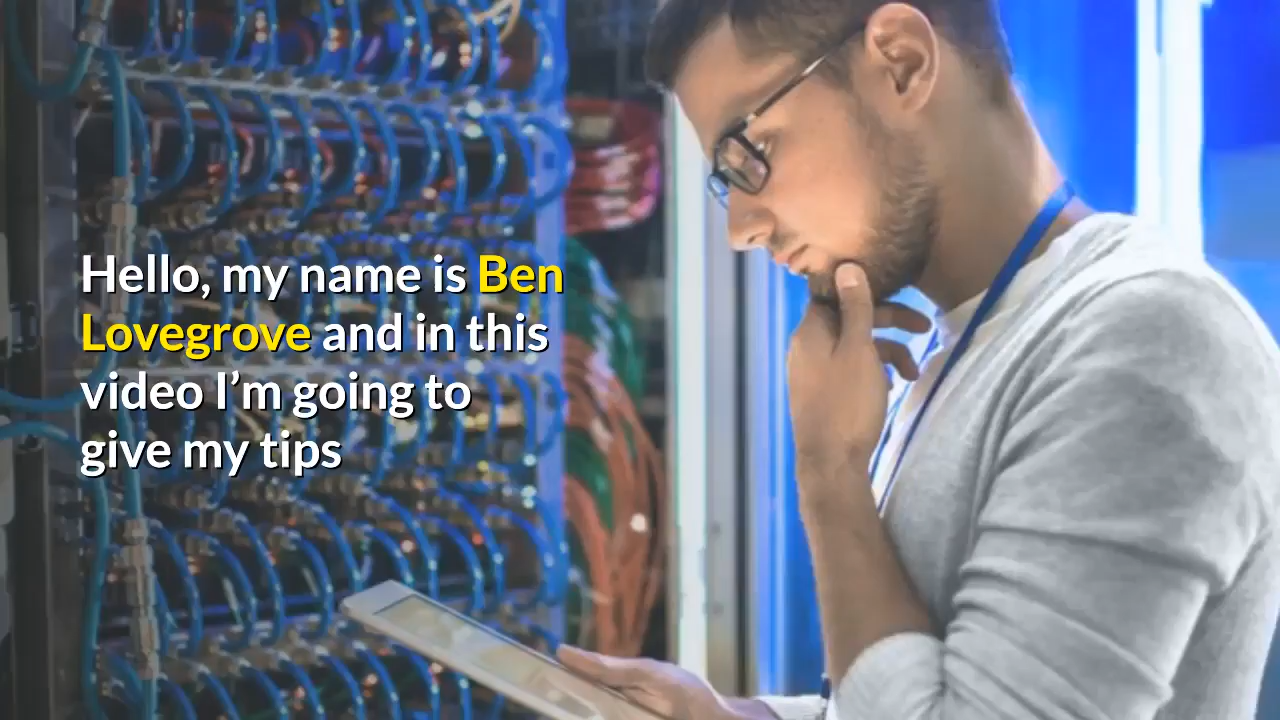 Hello, my name is Ben
Lovegrove and in this
video I’m going to
give my tips